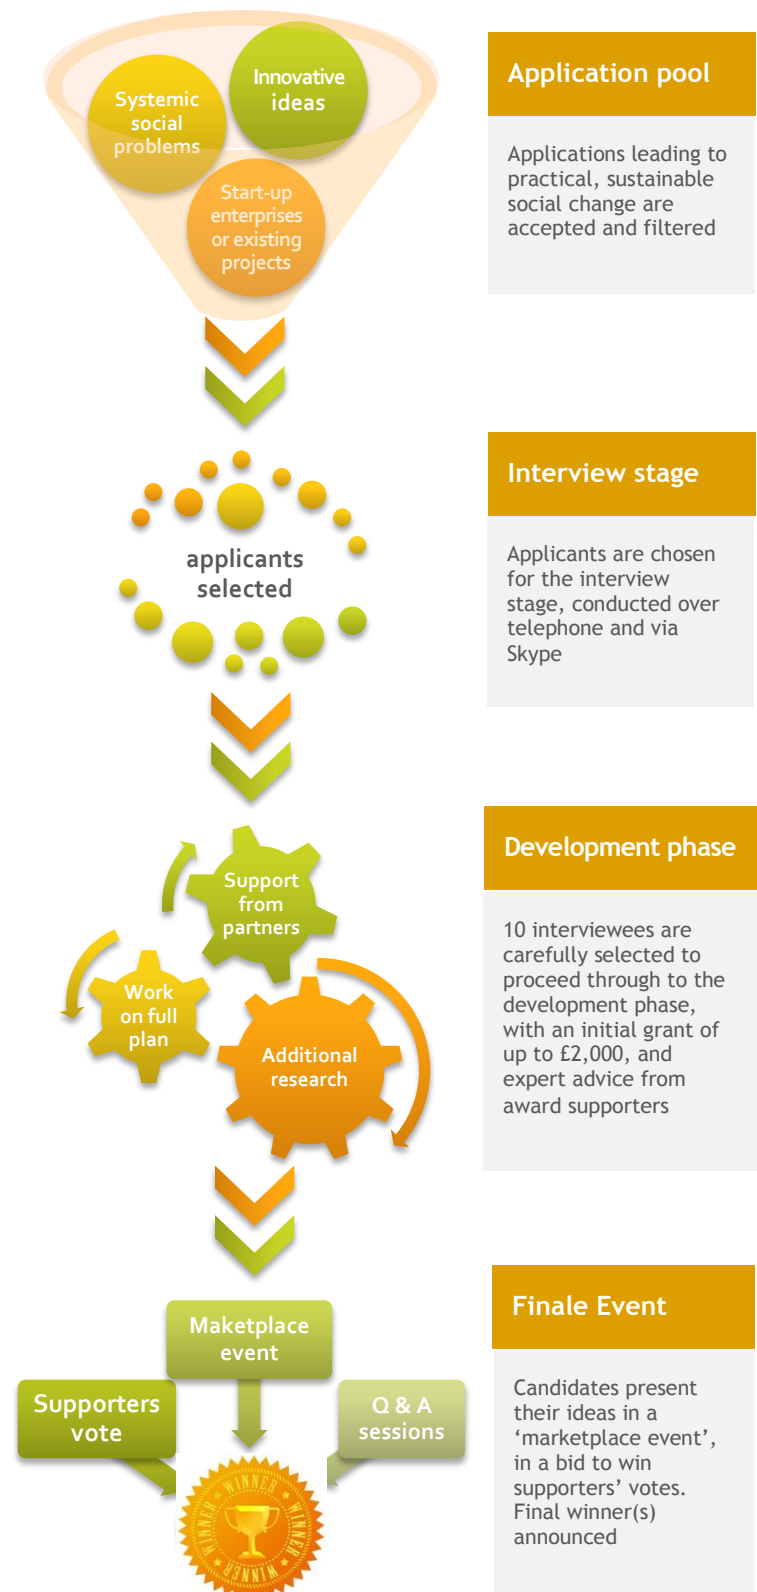 Systemic
social
problems
Innovative
ideas
Start-up
enterprises
or existing
projects
Application pool
Applications leading to
practical, sustainable
social change are
accepted and filtered
applicants
selected
Interview stage
Applicants are chosen
for the interview
stage, conducted over
telephone and via
Skype
Support
from
partners
Work
on full
plan
Additional
research
Development phase
10 interviewees are
carefully selected to
proceed through to the
development phase,
with an initial grant of
up to £2,000, and
expert advice from
award supporters
Maketplace
event
Supporters
vote
Q & A
sessions
WINNER
WINNER
WINNER
WINNER
Finale Event
Candidates present
their ideas in a
‘marketplace event’,
in a bid to win
supporters’ votes.
Final winner(s)
announced